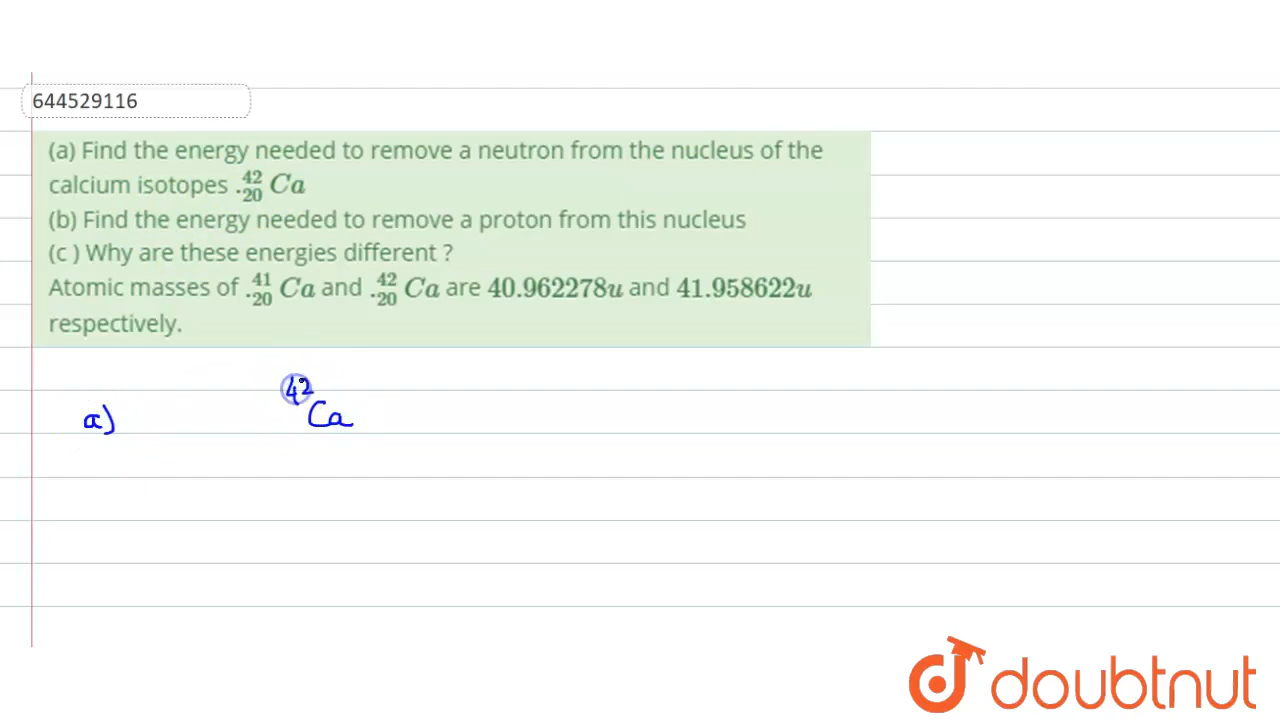 644529116
(a) Find the energy needed to remove a neutron from the nucleus of the
calcium isotopes .⁴²₂₀Ca
(b) Find the energy needed to remove a proton from this nucleus
(c ) Why are these energies different ?
Atomic masses of .⁴¹₂₀Ca and .⁴²₂₀Ca are 40.962278u and 41.958622u
respectively.
a) ⁴²Ca
doubtnut